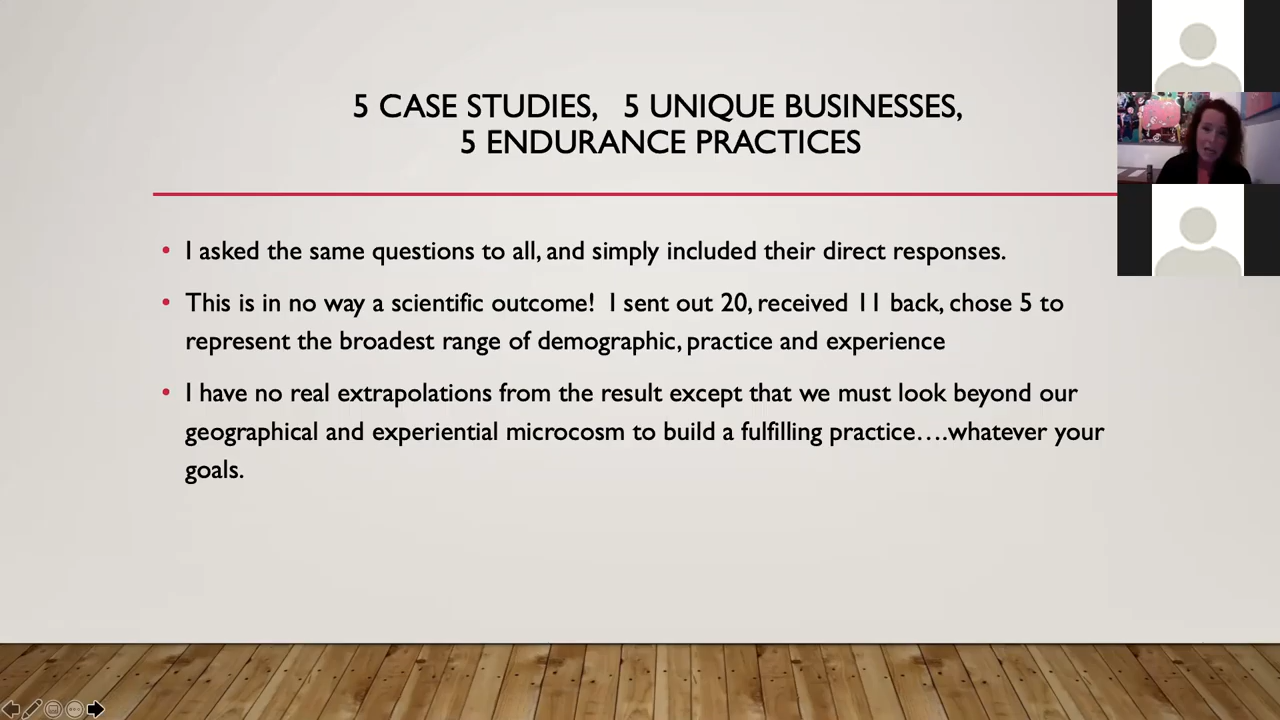 5 CASE STUDIES, 5 UNIQUE BUSINESSES,
5 ENDURANCE PRACTICES
• I asked the same questions to all, and simply included their direct responses.
• This is in no way a scientific outcome! I sent out 20, received 11 back, chose 5 to
represent the broadest range of demographic, practice and experience
• I have no real extrapolations from the result except that we must look beyond our
geographical and experiential microcosm to build a fulfilling practice….whatever your
goals.